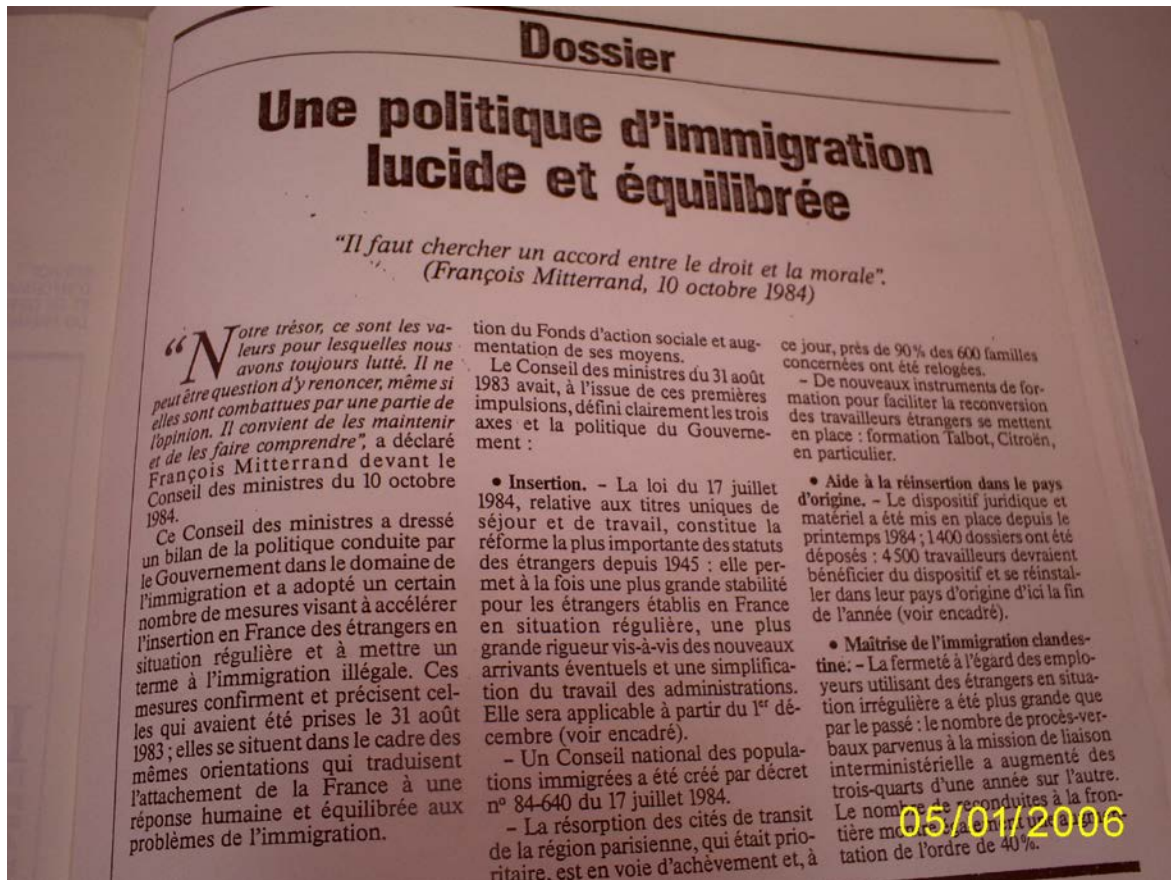 Dossier
Une politique d'immigration
lucide et équilibrée
"Il faut chercher un accord entre le droit et la morale".
(François Mitterrand, 10 octobre 1984)
"Notre trésor, ce sont les va-
leurs pour lesquelles nous
avons toujours lutté. Il ne
peut être question d'y renoncer, même si
elles sont combattues par une partie de
l'opinion. Il convient de les maintenir
et de les faire comprendre", a déclaré
François Mitterrand devant le
Conseil des ministres du 10 octobre
1984.
Ce Conseil des ministres a dressé
un bilan de la politique conduite par
le Gouvernement dans le domaine de
l'immigration et a adopté un certain
nombre de mesures visant à accélérer
l'insertion en France des étrangers en
situation régulière et à mettre un
terme à l'immigration illégale. Ces
mesures confirment et précisent cel-
les qui avaient été prises le 31 août
1983 ; elles se situent dans le cadre des
mêmes orientations qui traduisent
l'attachement de la France à une
réponse humaine et équilibrée aux
problèmes de l'immigration.
tion du Fonds d'action sociale et aug-
mentation de ses moyens.
Le Conseil des ministres du 31 août
1983 avait, à l'issue de ces premières
impulsions, défini clairement les trois
axes et la politique du Gouverne-
ment :
• Insertion. – La loi du 17 juillet
1984, relative aux titres uniques de
séjour et de travail, constitue la
réforme la plus importante des statuts
des étrangers depuis 1945 : elle per-
met à la fois une plus grande stabilité
pour les étrangers établis en France
en situation régulière, une plus
grande rigueur vis-à-vis des nouveaux
arrivants éventuels et une simplifica-
tion du travail des administrations.
Elle sera applicable à partir du 1er dé-
cembre (voir encadré).
– Un Conseil national des popula-
tions immigrées a été créé par décret
n° 84-640 du 17 juillet 1984.
– La résorption des cités de transit
de la région parisienne, qui était prio-
ritaire, est en voie d'achèvement et, à
ce jour, près de 90% des 600 familles
concernées ont été relogées.
– De nouveaux instruments de for-
mation pour faciliter la reconversion
des travailleurs étrangers se mettent
en place : formation Talbot, Citroën,
en particulier.
• Aide à la réinsertion dans le pays
d'origine. – Le dispositif juridique et
matériel a été mis en place depuis le
printemps 1984 ; 1400 dossiers ont été
déposés : 4500 travailleurs devraient
bénéficier du dispositif et se réinstal-
ler dans leur pays d'origine d'ici la fin
de l'année (voir encadré).
• Maîtrise de l'immigration clandes-
tine. – La fermeté à l'égard des emplo-
yeurs utilisant des étrangers en situa-
tion irrégulière a été plus grande que
par le passé : le nombre de procès-ver-
baux parvenus à la mission de liaison
interministérielle a augmenté des
trois-quarts d'une année sur l'autre.
Le nombre de reconduites à la fron-
tière montre également une augmen-
tation de l'ordre de 40%.
05/01/2006